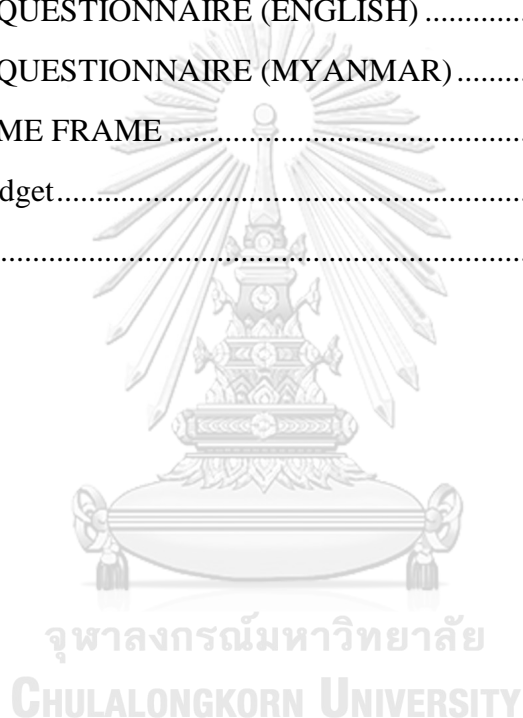 QUESTIONNAIRE (ENGLISH) ............
QUESTIONNAIRE (MYANMAR) ........
ME FRAME ..............................................
dget............................................................
....................................................................
จุฬาลงกรณ์มหาวิทยาลัย
CHULALONGKORN UNIVERSITY